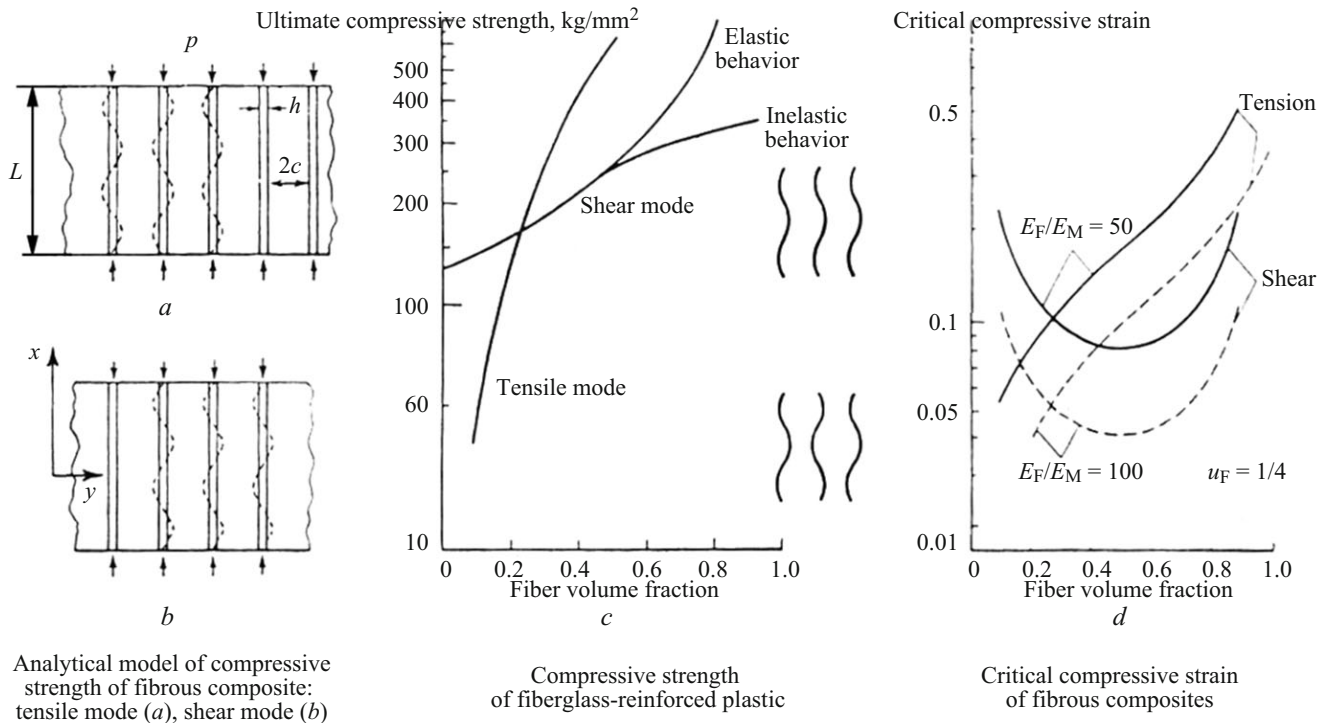 p
L
h
2c
a
x
y
b
Analytical model of compressive
strength of fibrous composite:
tensile mode (a), shear mode (b)
Ultimate compressive strength, kg/mm2
500
400
300
200
100
60
10
Elastic
behavior
Inelastic
behavior
Shear mode
Tensile mode
0 0.2 0.4 0.6 0.8 1.0
Fiber volume fraction
c
Compressive strength
of fiberglass-reinforced plastic
Critical compressive strain
0.5
0.1
0.05
0.01
Tension
EF/EM = 50
Shear
EF/EM = 100 uF = 1/4
0 0.2 0.4 0.6 0.8 1.0
Fiber volume fraction
d
Critical compressive strain
of fibrous composites